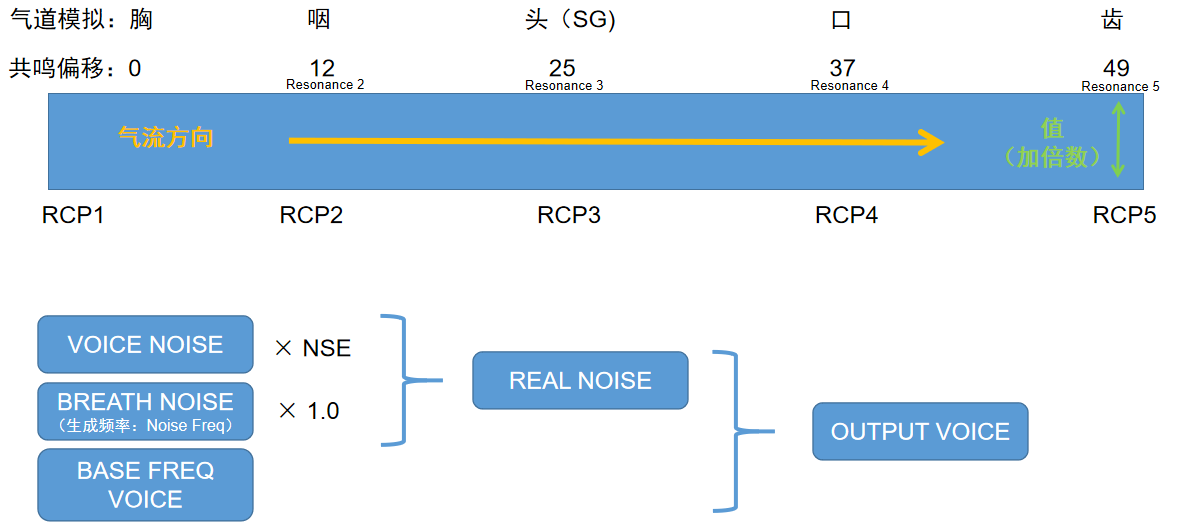 气道模拟：胸 咽 头（SG) 口 齿
共鸣偏移：0 12 25 37 49
Resonance 2 Resonance 3 Resonance 4 Resonance 5
气流方向
值
（加倍数）
RCP1 RCP2 RCP3 RCP4 RCP5
VOICE NOISE × NSE
BREATH NOISE
（生成频率：Noise Freq） × 1.0
REAL NOISE
BASE FREQ
VOICE
OUTPUT VOICE